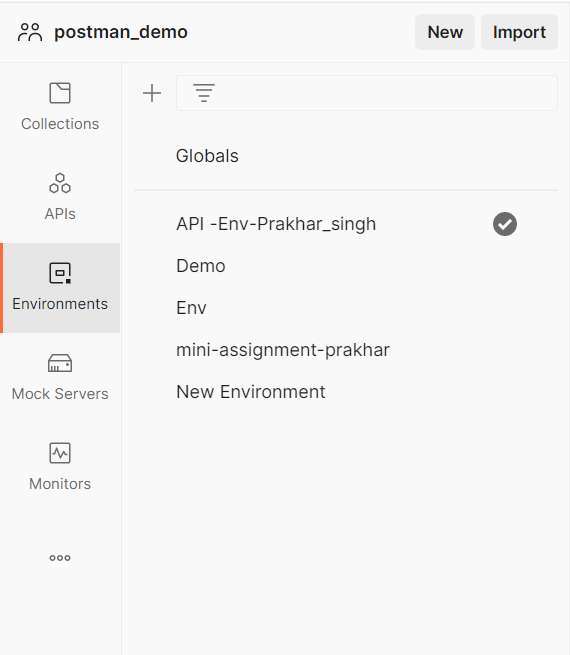 postman_demo
New
Import
Collections
APIs
Environments
Mock Servers
Monitors
Globals
API -Env-Prakhar_singh
Demo
Env
mini-assignment-prakhar
New Environment